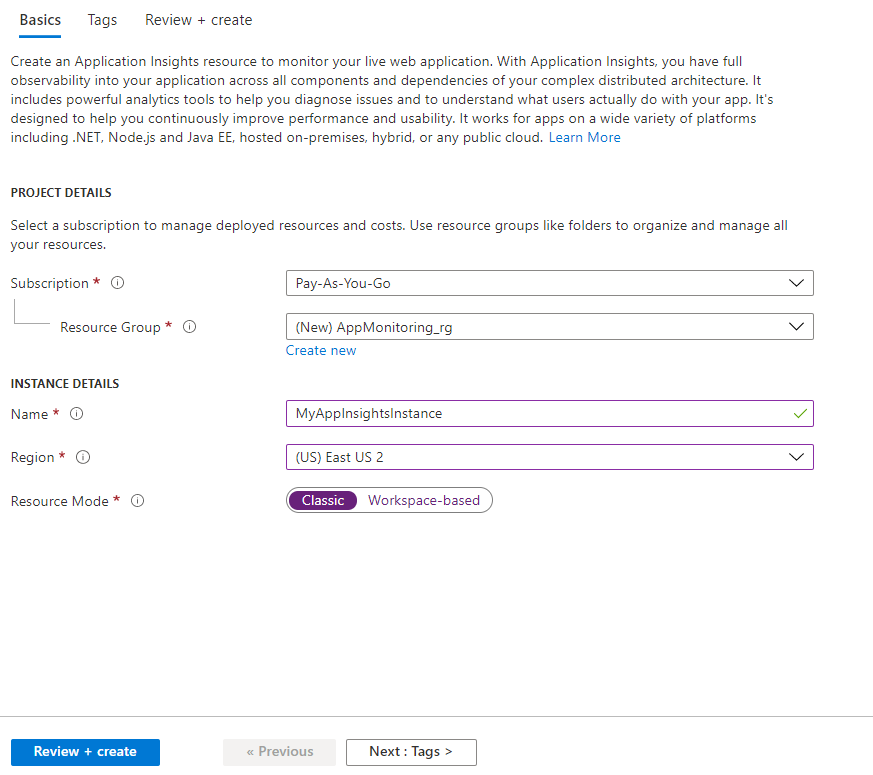 Basics Tags Review + create
Create an Application Insights resource to monitor your live web application. With Application Insights, you have full
observability into your application across all components and dependencies of your complex distributed architecture. It
includes powerful analytics tools to help you diagnose issues and to understand what users actually do with your app. It's
designed to help you continuously improve performance and usability. It works for apps on a wide variety of platforms
including .NET, Node.js and Java EE, hosted on-premises, hybrid, or any public cloud. Learn More
PROJECT DETAILS
Select a subscription to manage deployed resources and costs. Use resource groups like folders to organize and manage all
your resources.
Subscription * Pay-As-You-Go
Resource Group * (New) AppMonitoring_rg
Create new
INSTANCE DETAILS
Name * MyAppInsightsInstance
Region * (US) East US 2
Resource Mode * Classic Workspace-based
Review + create « Previous Next : Tags >